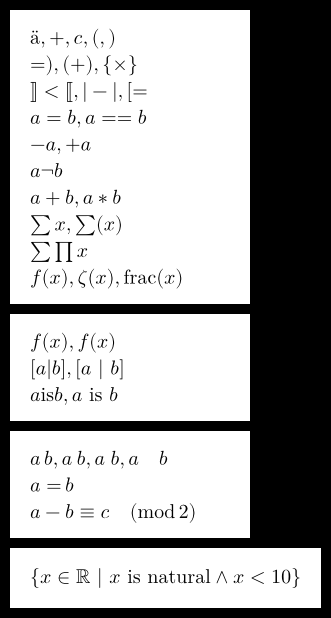 ä, +, c, (, )
=), (+), {×}
⟧ < ⟦, | − |, [=
a = b, a == b
−a, +a
a¬b
a + b, a ∗ b
∑ x, ∑(x)
∑ ∏ x
f(x), ζ(x), frac(x)
f(x), f(x)
[a|b], [a | b]
aisb, a is b
a b, a b, a b, a    b
a = b
a − b ≡ c   (mod 2)
{x ∈ ℝ | x is natural ∧ x < 10}